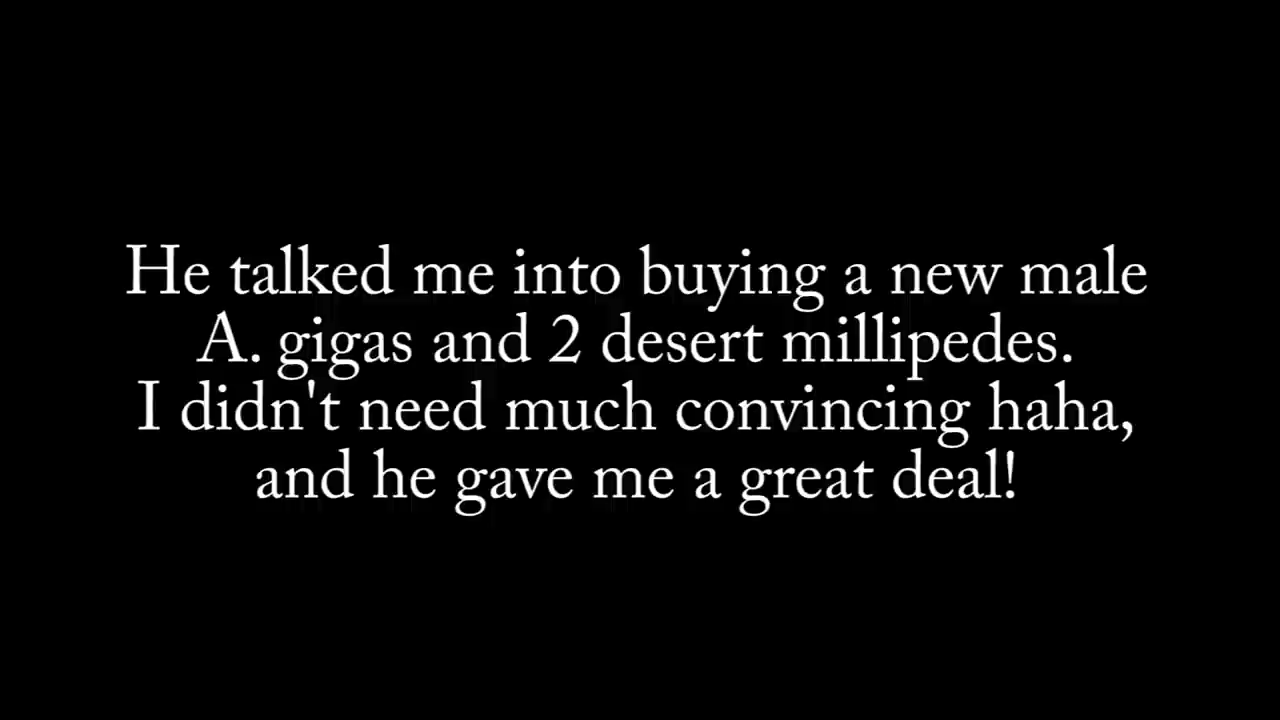 He talked me into buying a new male
A. gigas and 2 desert millipedes.
I didn't need much convincing haha,
and he gave me a great deal!